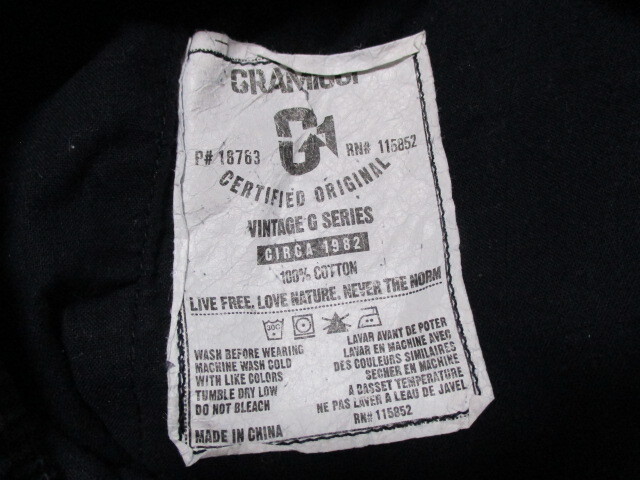 GRAMICCI
P# 18763
RN# 115852
CERTIFIED ORIGINAL
VINTAGE G SERIES
CIRCA 1982
100% COTTON
LIVE FREE. LOVE NATURE. NEVER THE NORM
30C
WASH BEFORE WEARING
MACHINE WASH COLD
WITH LIKE COLORS
TUMBLE DRY LOW
DO NOT BLEACH
MADE IN CHINA
LAVAR AVANT DE POTER
LAVAR EN MACHINE AVEC
DES COULEURS SIMILAIRES
SECHER EN MACHINE
A DASSET TEMPERATURE
NE PAS LAVER A LEAU DE JAVEL
RN# 115852